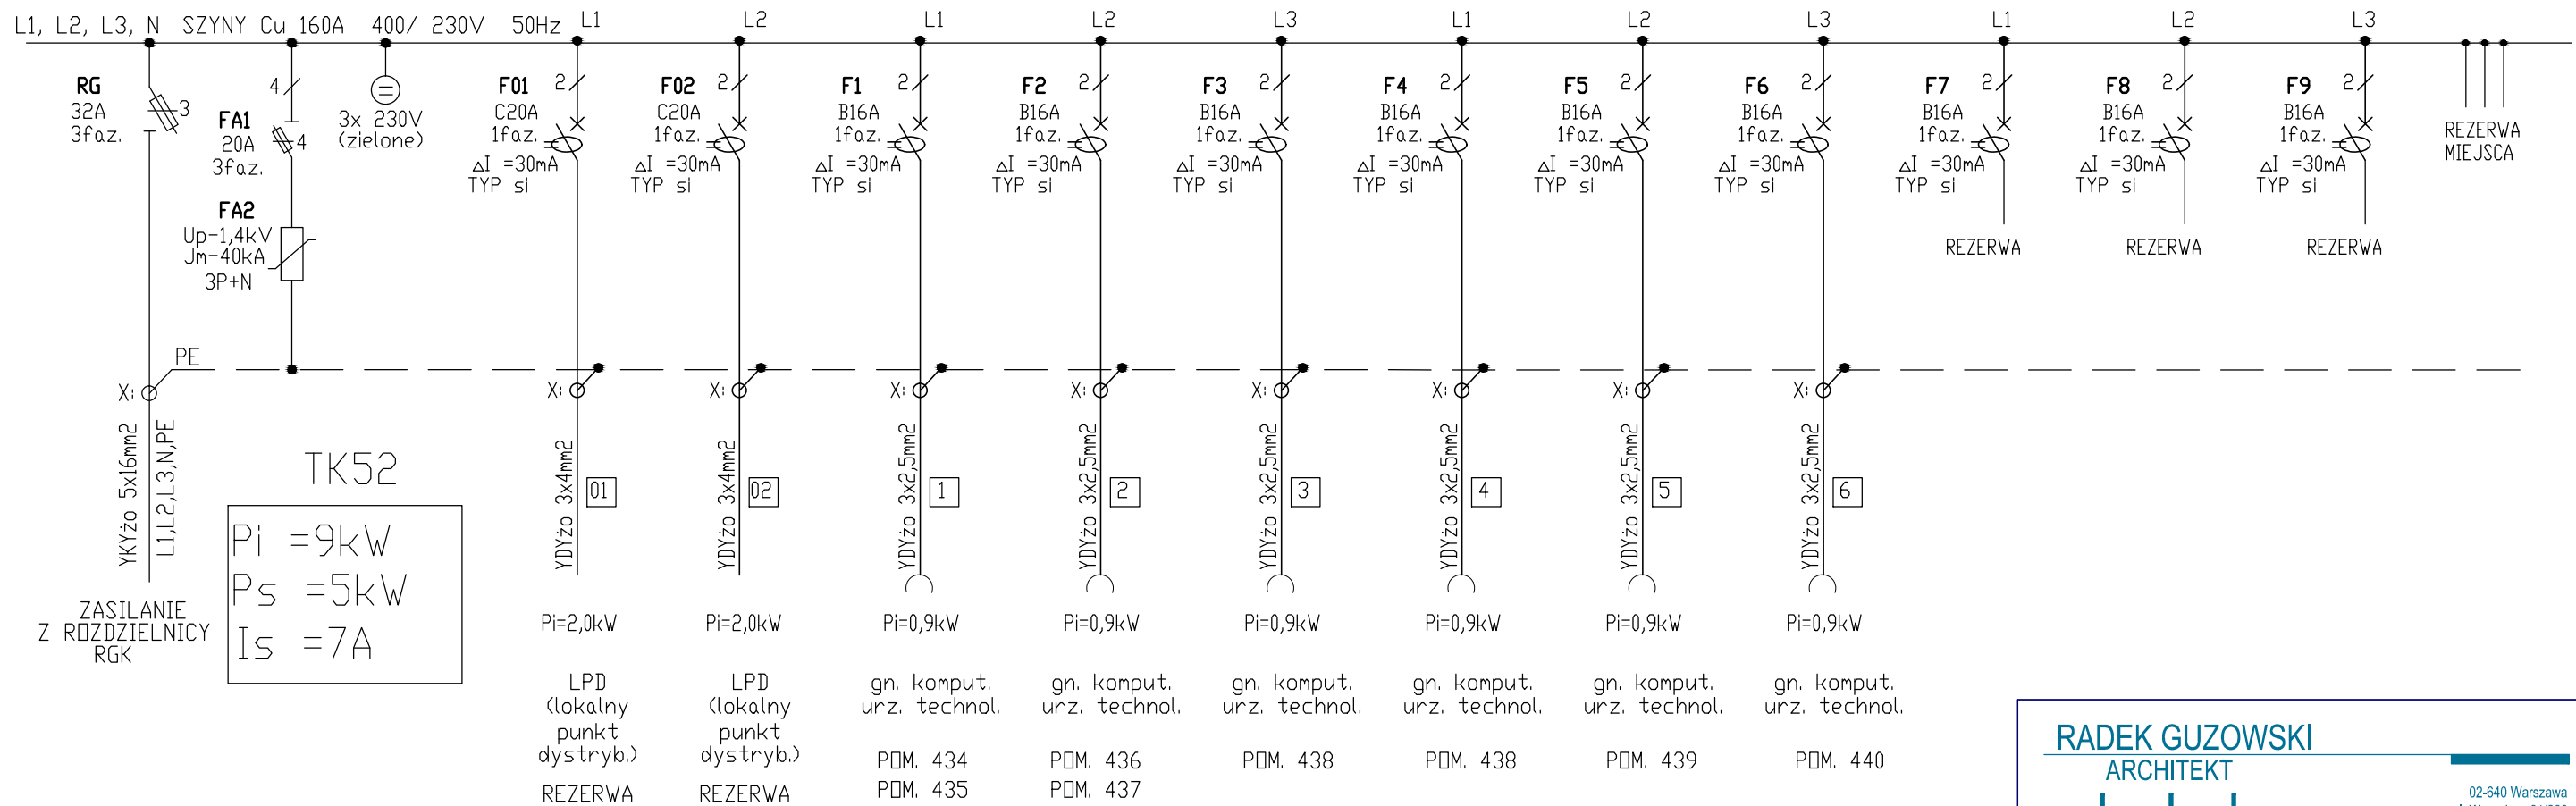 L1, L2, L3, N SZYNY Cu 160A 400/ 230V 50Hz
L1
L2
L1
L2
L3
L1
L2
L3
L1
L2
L3
RG
32A
3faz.
3
4
FA1
20A
3faz.
4
FA2
Up-1,4kV
Jm-40kA
3P+N
3x 230V
(zielone)
F01
C20A
1faz.
ΔI =30mA
TYP si
2
F02
C20A
1faz.
ΔI =30mA
TYP si
2
F1
B16A
1faz.
ΔI =30mA
TYP si
2
F2
B16A
1faz.
ΔI =30mA
TYP si
2
F3
B16A
1faz.
ΔI =30mA
TYP si
2
F4
B16A
1faz.
ΔI =30mA
TYP si
2
F5
B16A
1faz.
ΔI =30mA
TYP si
2
F6
B16A
1faz.
ΔI =30mA
TYP si
2
F7
B16A
1faz.
ΔI =30mA
TYP si
2
REZERWA
F8
B16A
1faz.
ΔI =30mA
TYP si
2
REZERWA
F9
B16A
1faz.
ΔI =30mA
TYP si
2
REZERWA
REZERWA
MIEJSCA
PE
X:
X:
X:
X:
X:
X:
X:
X:
X:
YKYżo 5x16mm2
L1,L2,L3,N,PE
ZASILANIE
Z ROZDZIELNICY
RGK
TK52
Pi =9kW
Ps =5kW
Is =7A
YDYżo 3x4mm2
01
Pi=2,0kW
LPD
(lokalny
punkt
dystryb.)
REZERWA
YDYżo 3x4mm2
02
Pi=2,0kW
LPD
(lokalny
punkt
dystryb.)
REZERWA
YDYżo 3x2,5mm2
1
Pi=0,9kW
gn. komput.
urz. technol.
POM. 434
POM. 435
YDYżo 3x2,5mm2
2
Pi=0,9kW
gn. komput.
urz. technol.
POM. 436
POM. 437
YDYżo 3x2,5mm2
3
Pi=0,9kW
gn. komput.
urz. technol.
POM. 438
YDYżo 3x2,5mm2
4
Pi=0,9kW
gn. komput.
urz. technol.
POM. 438
YDYżo 3x2,5mm2
5
Pi=0,9kW
gn. komput.
urz. technol.
POM. 439
YDYżo 3x2,5mm2
6
Pi=0,9kW
gn. komput.
urz. technol.
POM. 440
RADEK GUZOWSKI
ARCHITEKT
02-640 Warszawa